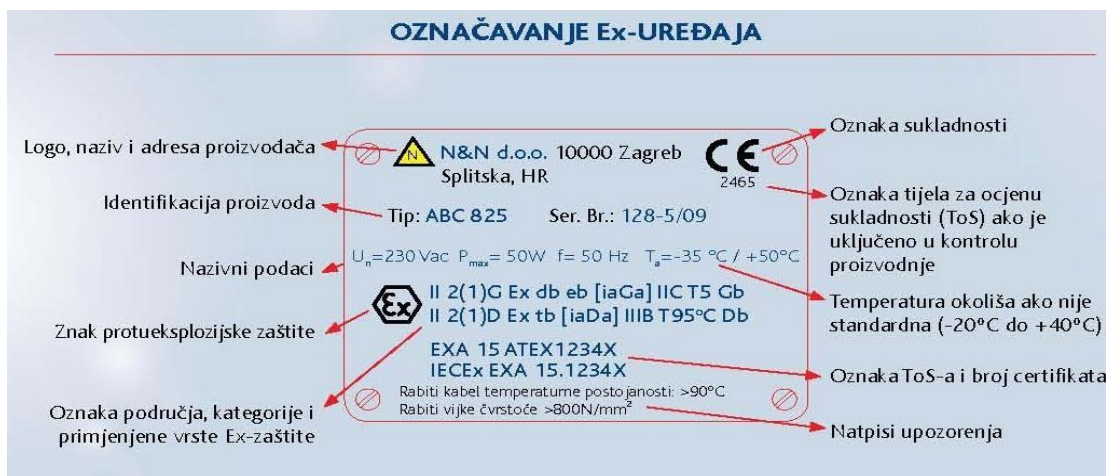 OZNAČAVANJE Ex-UREĐAJA
Logo, naziv i adresa proizvođača
Identifikacija proizvoda
Nazivni podaci
Znak protueksplozijske zaštite
Oznaka područja, kategorije i
primjenjene vrste Ex-zaštite
N
N&N d.o.o. 10000 Zagreb
Splitska, HR
CE
2465
Tip: ABC 825 Ser. Br.: 128-5/09
Un=230 Vac Pmax= 50W f= 50 Hz Ta=-35 °C / +50°C
Ex
II 2(1)G Ex db eb [iaGa] IIC T5 Gb
II 2(1)D Ex tb [iaDa] IIIB T95°C Db
EXA 15 ATEX1234X
IECEx EXA 15.1234X
Rabiti kabel temperaturne postojanosti: >90°C
Rabiti vijke čvrstoće >800N/mm²
Oznaka sukladnosti
Oznaka tijela za ocjenu
sukladnosti (ToS) ako je
uključeno u kontrolu
proizvodnje
Temperatura okoliša ako nije
standardna (-20°C do +40°C)
Oznaka ToS-a i broj certifikata
Natpisi upozorenja